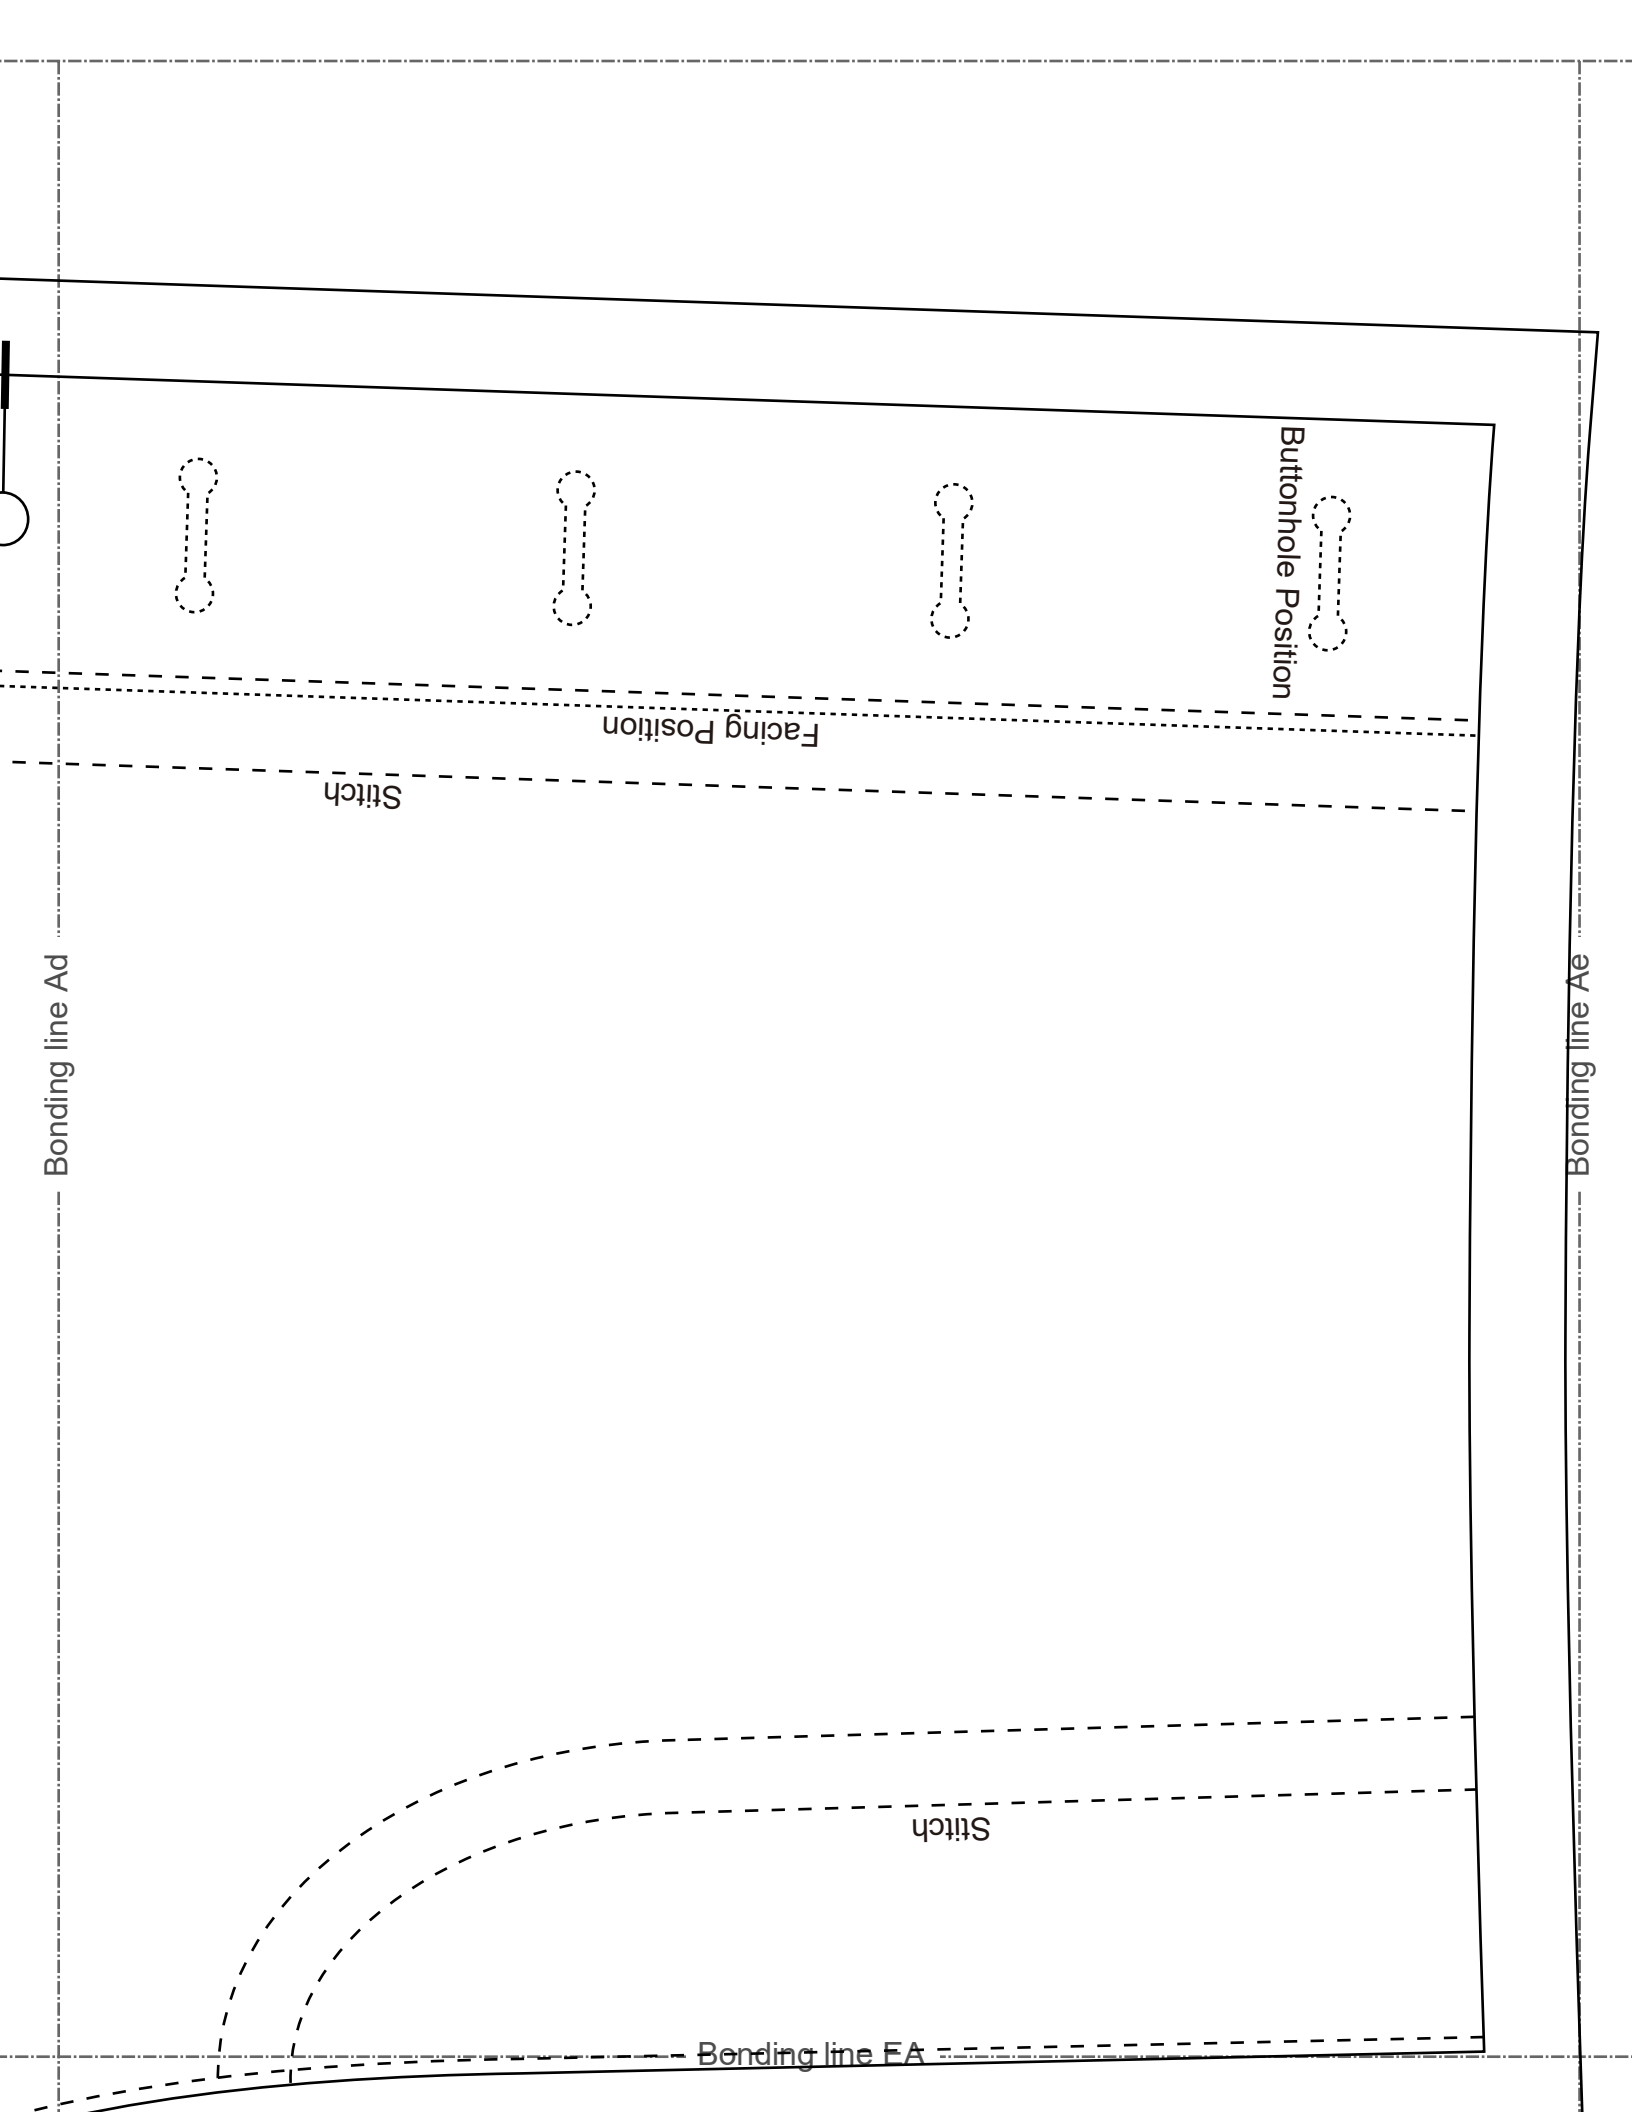 Buttonhole Position
Facing Position
Stitch
Bonding line Ad
Bonding line Ae
Stitch
Bonding line EA